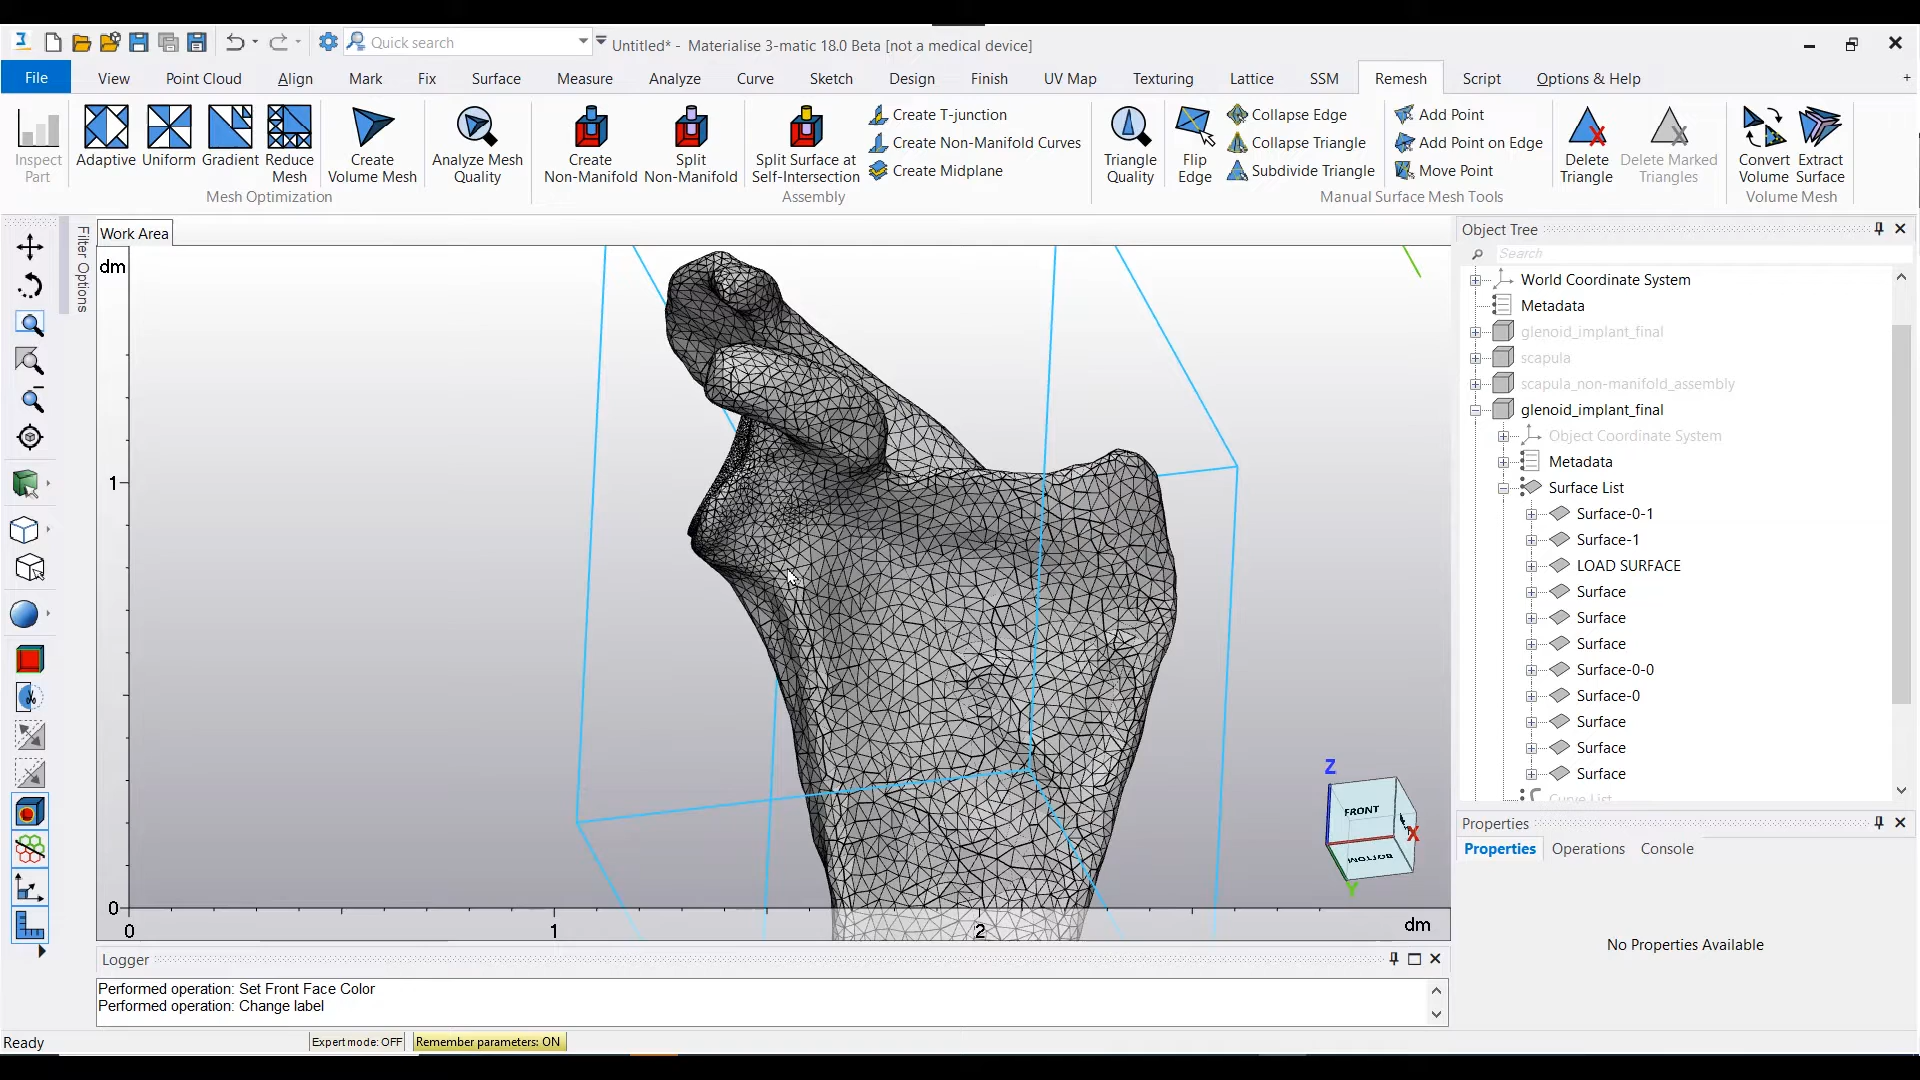 Quick search
Untitled* - Materialise 3-matic 18.0 Beta [not a medical device]
File View Point Cloud Align Mark Fix Surface Measure Analyze Curve Sketch Design Finish UV Map Texturing Lattice SSM Remesh Script Options & Help
Inspect Part
Adaptive
Uniform
Gradient
Reduce Mesh
Create Volume Mesh
Analyze Mesh Quality
Create Non-Manifold
Split Non-Manifold
Split Surface at Self-Intersection
Create T-junction
Create Non-Manifold Curves
Create Midplane
Triangle Quality
Flip Edge
Collapse Edge
Collapse Triangle
Subdivide Triangle
Add Point
Add Point on Edge
Move Point
Delete Triangle
Delete Marked Triangles
Convert Volume
Extract Surface
Mesh Optimization
Assembly
Manual Surface Mesh Tools
Volume Mesh
Filter Options
Work Area
dm
1
0
0
1
2
dm
Z
FRONT
X
BOTTOM
Y
Object Tree
Search
World Coordinate System
Metadata
glenoid_implant_final
scapula
scapula_non-manifold_assembly
glenoid_implant_final
Object Coordinate System
Metadata
Surface List
Surface-0-1
Surface-1
LOAD SURFACE
Surface
Surface
Surface
Surface-0-0
Surface-0
Surface
Surface
Surface
Curve List
Properties
Properties Operations Console
No Properties Available
Logger
Performed operation: Set Front Face Color
Performed operation: Change label
Ready
Expert mode: OFF
Remember parameters: ON